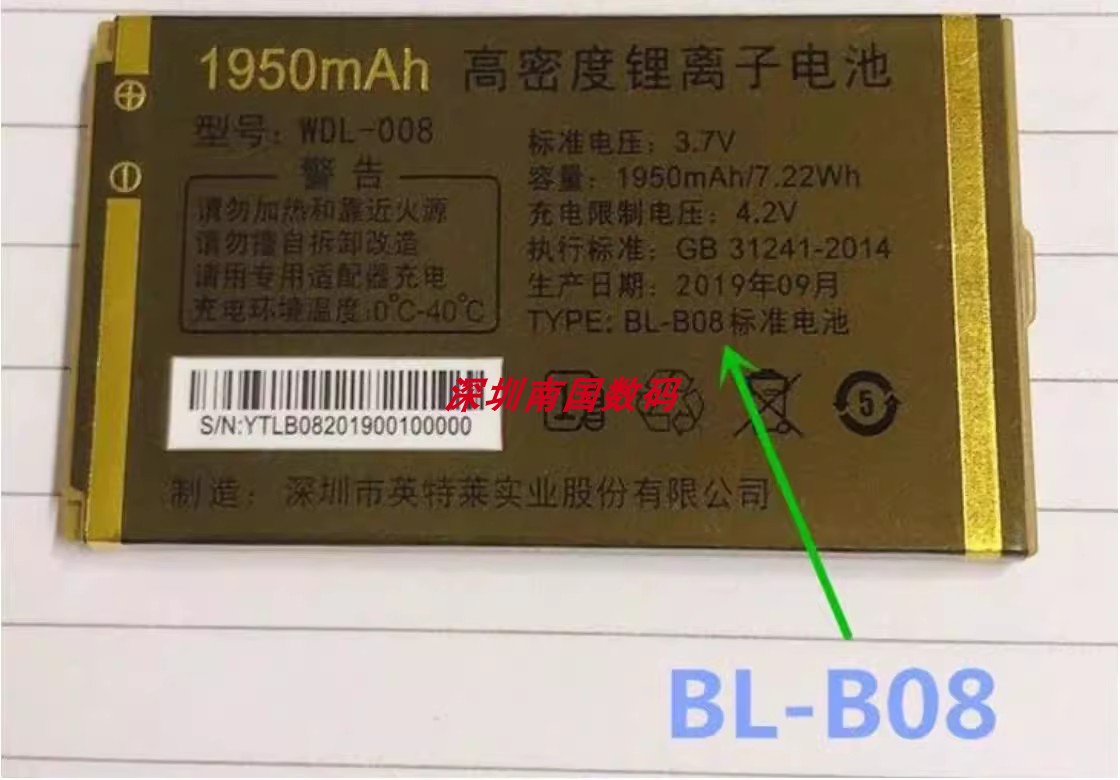 1950mAh 高密度锂离子电池
型号: WDL-008
警告
请勿加热和靠近火源
请勿擅自拆卸改造
请用专用适配器充电
充电环境温度:0℃-40℃
标准电压: 3.7V
容量: 1950mAh/7.22Wh
充电限制电压: 4.2V
执行标准: GB 31241-2014
生产日期: 2019年09月
TYPE: BL-B08标准电池
深圳南国数码
S/N:YTLB08201900100000
5
制造: 深圳市英特莱实业股份有限公司
BL-B08